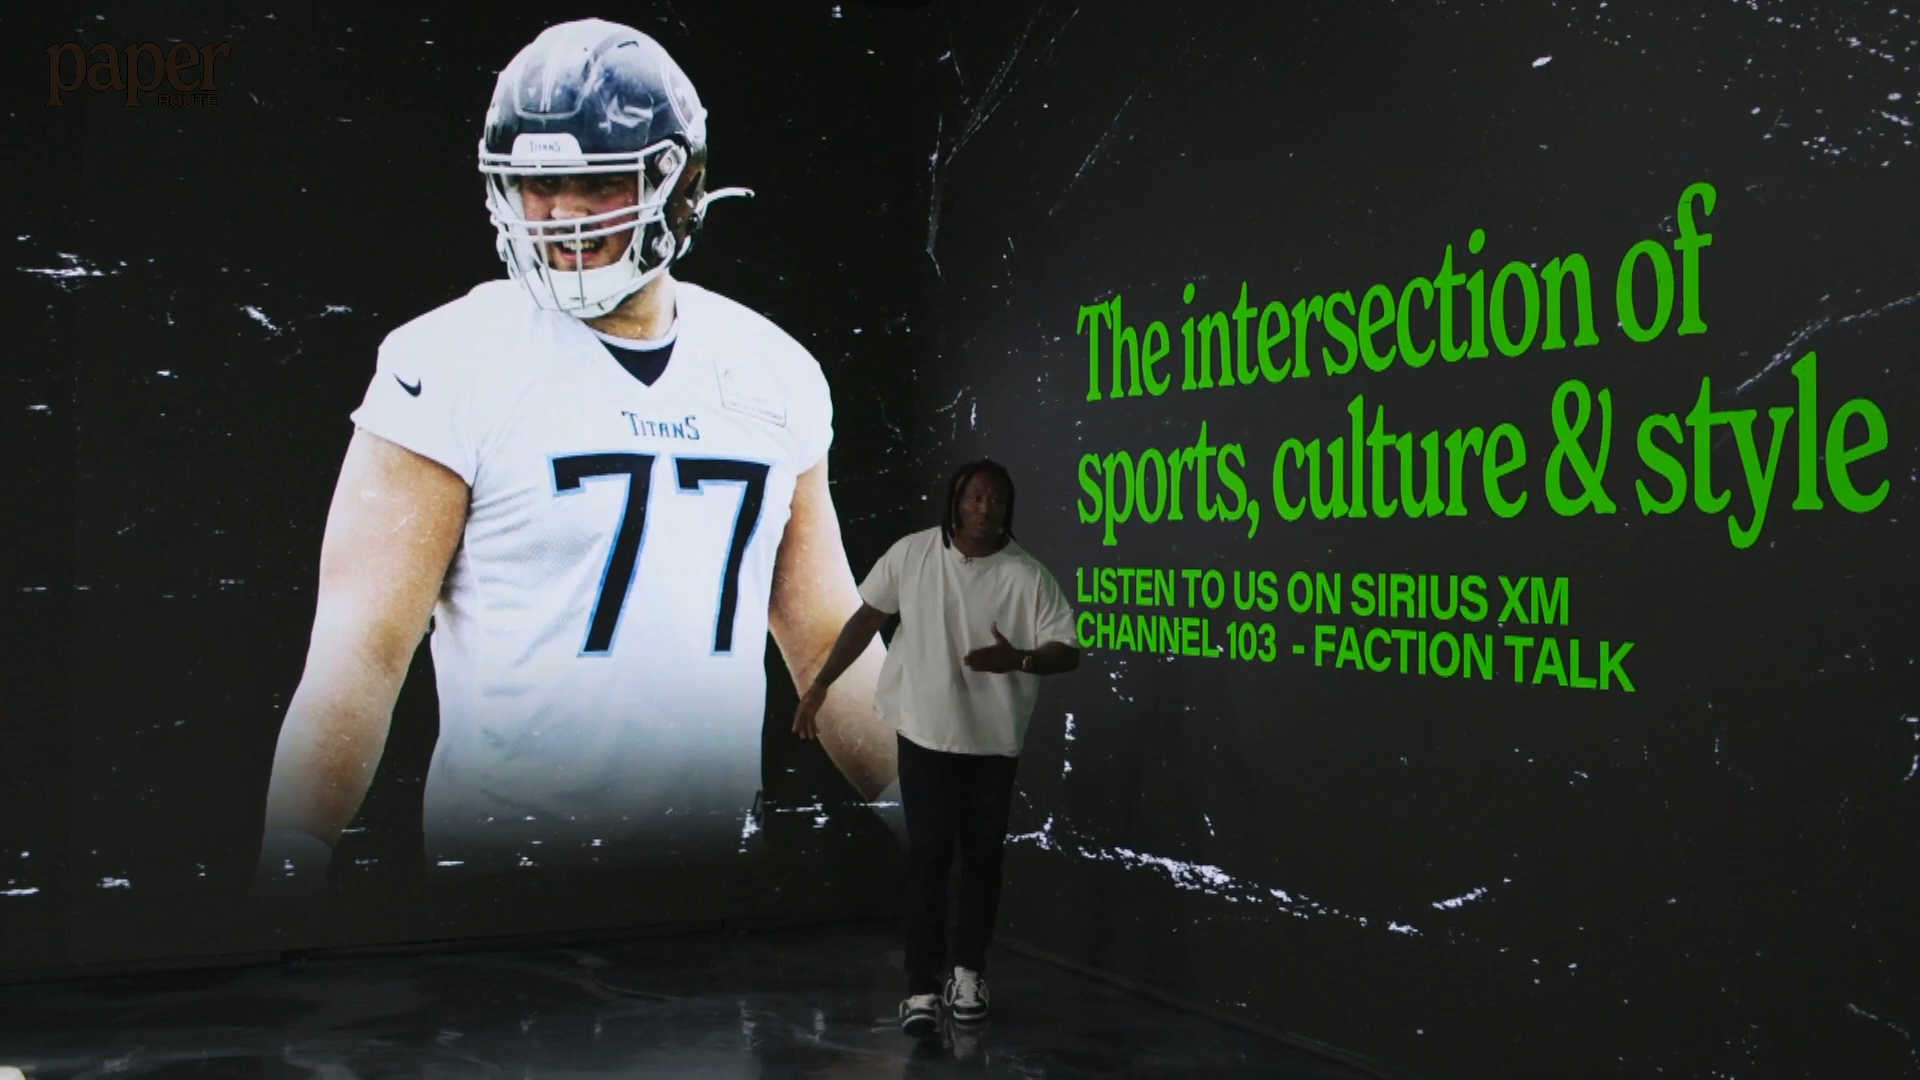 paper
ROUTE
TITANS
TITANS
77
The intersection of
sports, culture & style
LISTEN TO US ON SIRIUS XM
CHANNEL 103 - FACTION TALK